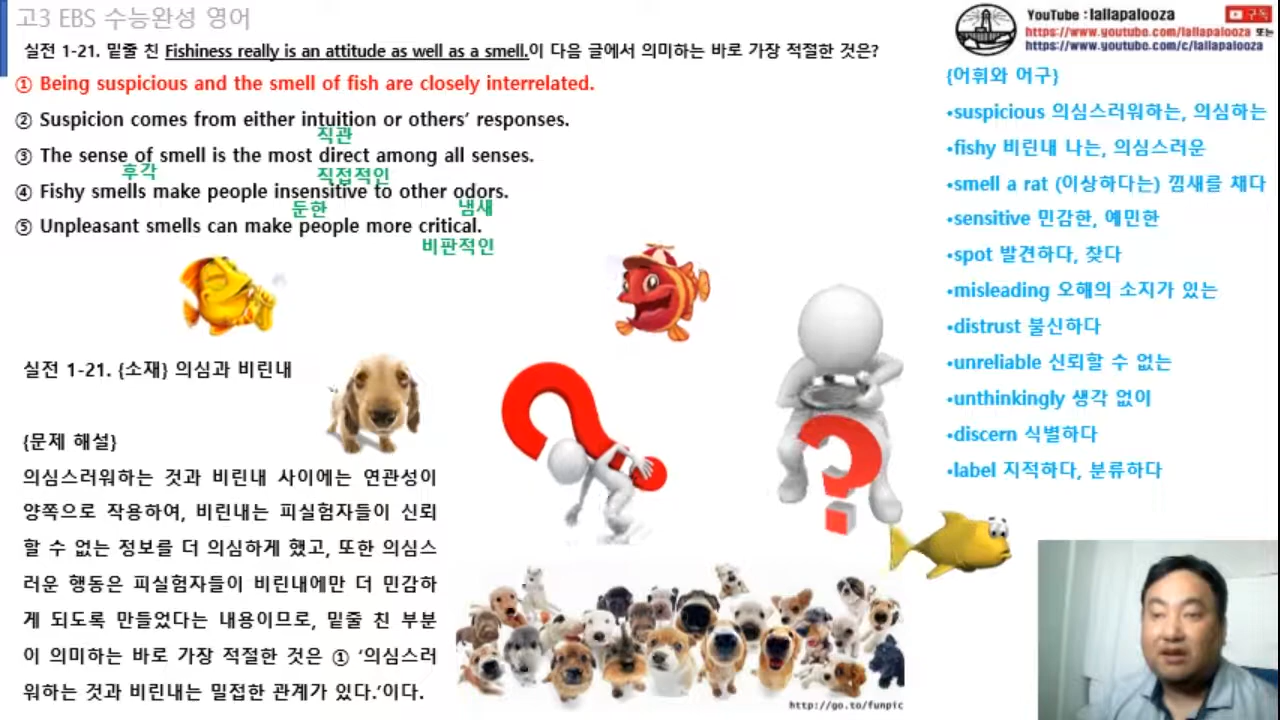 고3 EBS 수능완성 영어
실전 1-21. 밑줄 친 Fishiness really is an attitude as well as a smell.이 다음 글에서 의미하는 바로 가장 적절한 것은?
① Being suspicious and the smell of fish are closely interrelated.
② Suspicion comes from either intuition or others’ responses.
직관
③ The sense of smell is the most direct among all senses.
후각 직접적인
④ Fishy smells make people insensitive to other odors.
둔한 냄새
⑤ Unpleasant smells can make people more critical.
비판적인
실전 1-21. {소재} 의심과 비린내
{문제 해설}
의심스러워하는 것과 비린내 사이에는 연관성이
양쪽으로 작용하여, 비린내는 피실험자들이 신뢰
할 수 없는 정보를 더 의심하게 했고, 또한 의심스
러운 행동은 피실험자들이 비린내에만 더 민감하
게 되도록 만들었다는 내용이므로, 밑줄 친 부분
이 의미하는 바로 가장 적절한 것은 ① ‘의심스러
워하는 것과 비린내는 밀접한 관계가 있다.’이다.
http://go.to/funpic
YouTube : lallapalooza 구독
https://www.youtube.com/lallapalooza 또는
https://www.youtube.com/c/lallapalooza
{어휘와 어구}
•suspicious 의심스러워하는, 의심하는
•fishy 비린내 나는, 의심스러운
•smell a rat (이상하다는) 낌새를 채다
•sensitive 민감한, 예민한
•spot 발견하다, 찾다
•misleading 오해의 소지가 있는
•distrust 불신하다
•unreliable 신뢰할 수 없는
•unthinkingly 생각 없이
•discern 식별하다
•label 지적하다, 분류하다